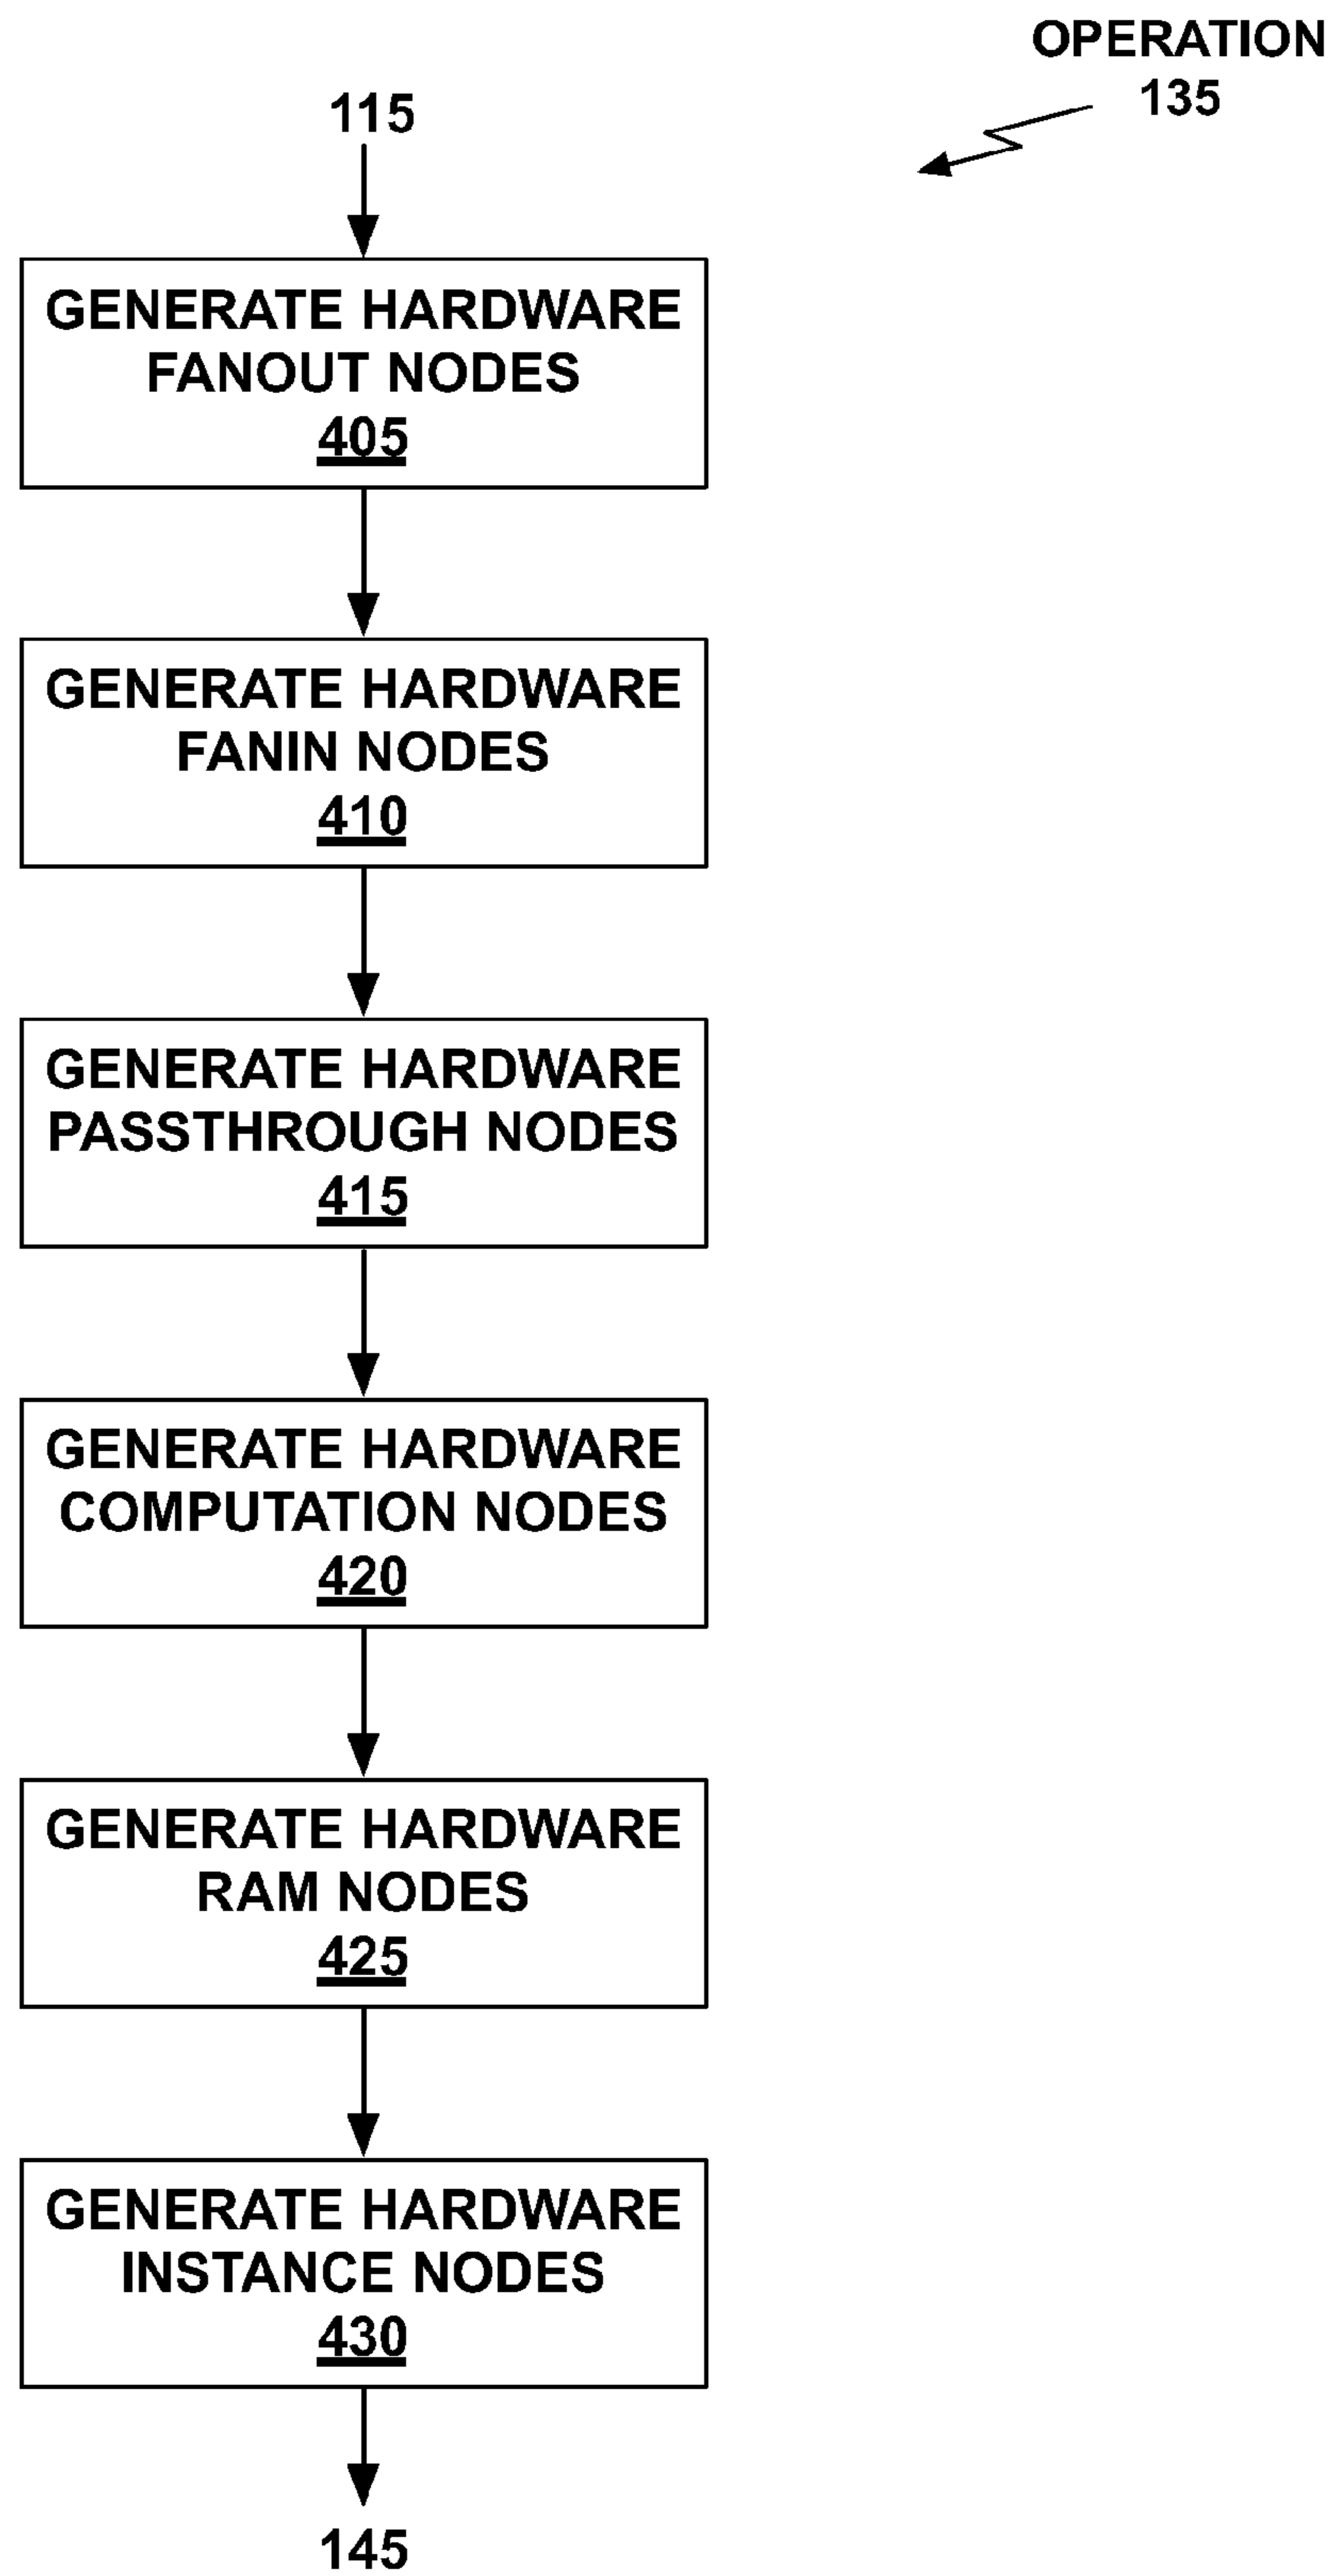 OPERATION
135
115
GENERATE HARDWARE
FANOUT NODES
405
GENERATE HARDWARE
FANIN NODES
410
GENERATE HARDWARE
PASSTHROUGH NODES
415
GENERATE HARDWARE
COMPUTATION NODES
420
GENERATE HARDWARE
RAM NODES
425
GENERATE HARDWARE
INSTANCE NODES
430
145